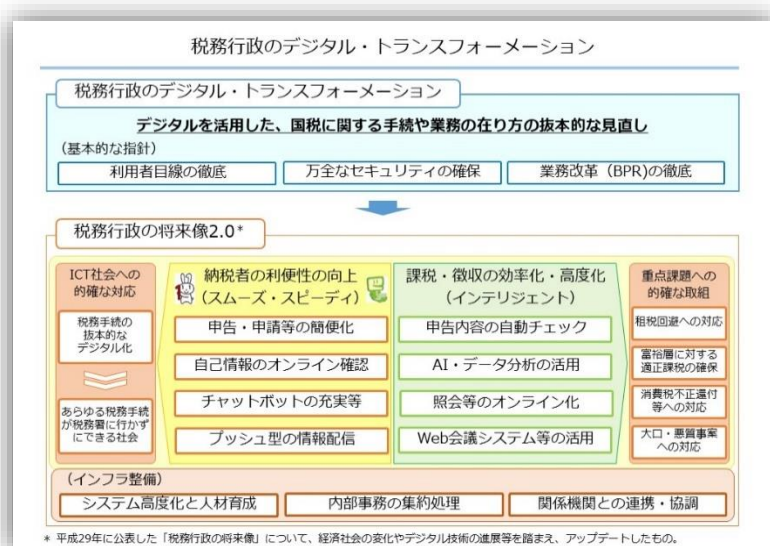 税務行政のデジタル・トランスフォーメーション
税務行政のデジタル・トランスフォーメーション
デジタルを活用した、国税に関する手続や業務の在り方の抜本的な見直し
（基本的な指針）
利用者目線の徹底
万全なセキュリティの確保
業務改革（BPR)の徹底
税務行政の将来像2.0*
ICT社会への
的確な対応
税務手続の
抜本的な
デジタル化
あらゆる税務手続
が税務署に行かず
にできる社会
納税者の利便性の向上
（スムーズ・スピーディ）
申告・申請等の簡便化
自己情報のオンライン確認
チャットボットの充実等
プッシュ型の情報配信
課税・徴収の効率化・高度化
（インテリジェント）
申告内容の自動チェック
AI・データ分析の活用
照会等のオンライン化
Web会議システム等の活用
重点課題への
的確な取組
租税回避への対応
富裕層に対する
適正課税の確保
消費税不正還付
等への対応
大口・悪質事案
への対応
（インフラ整備）
システム高度化と人材育成
内部事務の集約処理
関係機関との連携・協調
* 平成29年に公表した「税務行政の将来像」について、経済社会の変化やデジタル技術の進展等を踏まえ、アップデートしたもの。